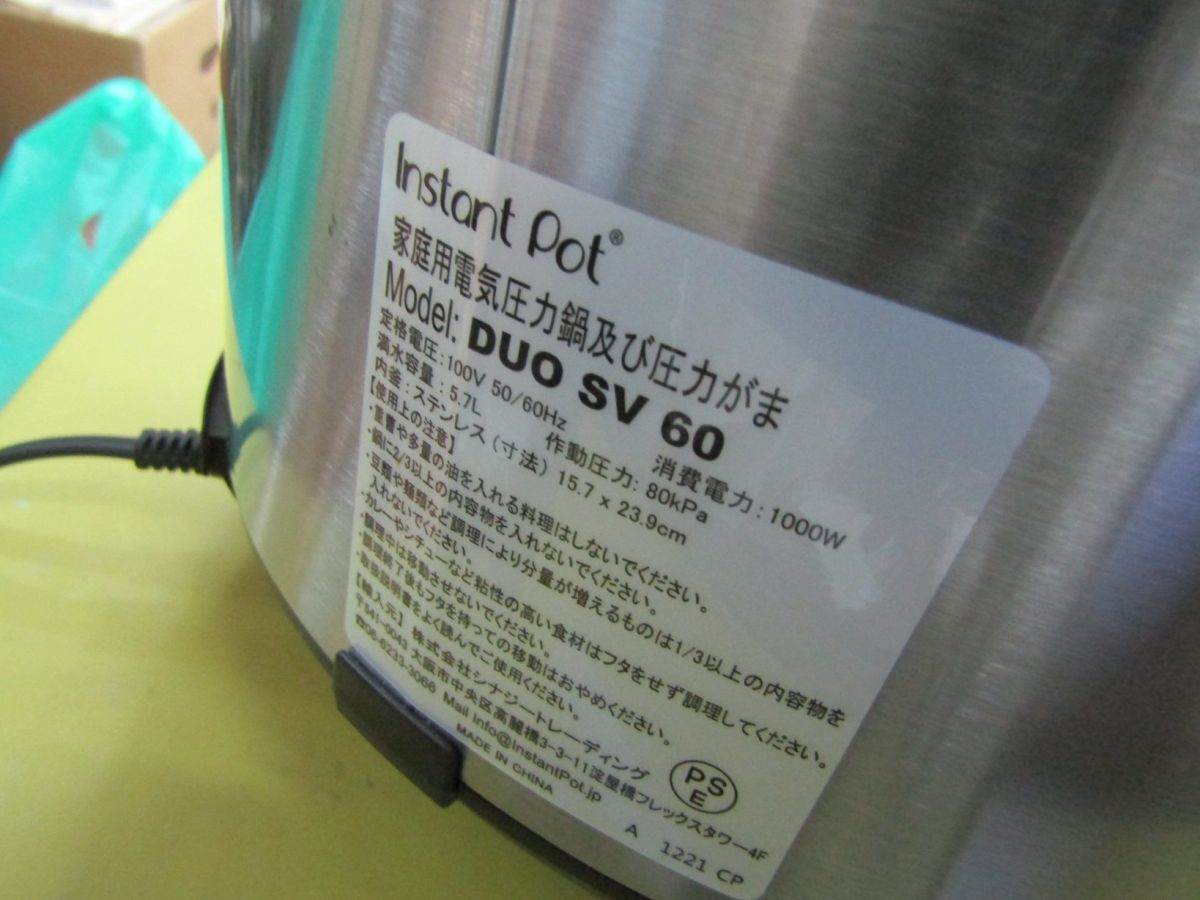 Instant Pot®
家庭用電気圧力鍋及び圧力がま
Model: DUO SV 60
定格電圧:100V 50/60Hz 消費電力:1000W
満水容量:5.7L 作動圧力:80kPa
内釜:ステンレス(寸法)15.7 x 23.9cm
【使用上の注意】
・重曹や多量の油を入れる料理はしないでください。
・鍋に2/3以上の内容物を入れないでください。
・豆類や麺類など調理により分量が増えるものは1/3以上の内容物を
入れないでください。
・カレーやシチューなど粘性の高い食材はフタをせず調理してください。
・調理中は移動させないでください。
・調理終了後もフタを持っての移動はおやめください。
・取扱説明書をよく読んでご使用ください。
【輸入元】株式会社シナジートレーディング
〒541-0043 大阪市中央区高麗橋3-3-11淀屋橋フレックスタワー4F
☎06-6233-3066 Mail info@InstantPot.jp
MADE IN CHINA
PS
E
A 1221 CP